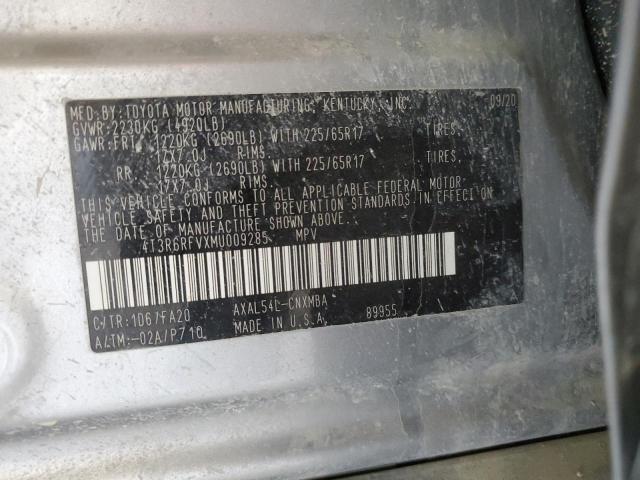 MFD.BY:TOYOTA MOTOR MANUFACTURING, KENTUCKY, INC. 09/20
GVWR:2230KG (4920LB)
GAWR:FRT 1220KG (2690LB) WITH 225/65R17 TIRES,
17X7.0J RIMS,
RR 1220KG (2690LB) WITH 225/65R17 TIRES,
17X7.0J RIMS.
THIS VEHICLE CONFORMS TO ALL APPLICABLE FEDERAL MOTOR
VEHICLE SAFETY AND THEFT PREVENTION STANDARDS IN EFFECT ON
THE DATE OF MANUFACTURE SHOWN ABOVE.
4T3R6RFVXMU009285 MPV
C/TR:1D67FA20 AXAL54L-CNXMBA
A/TM:-02A/P710 MADE IN U.S.A. 89955